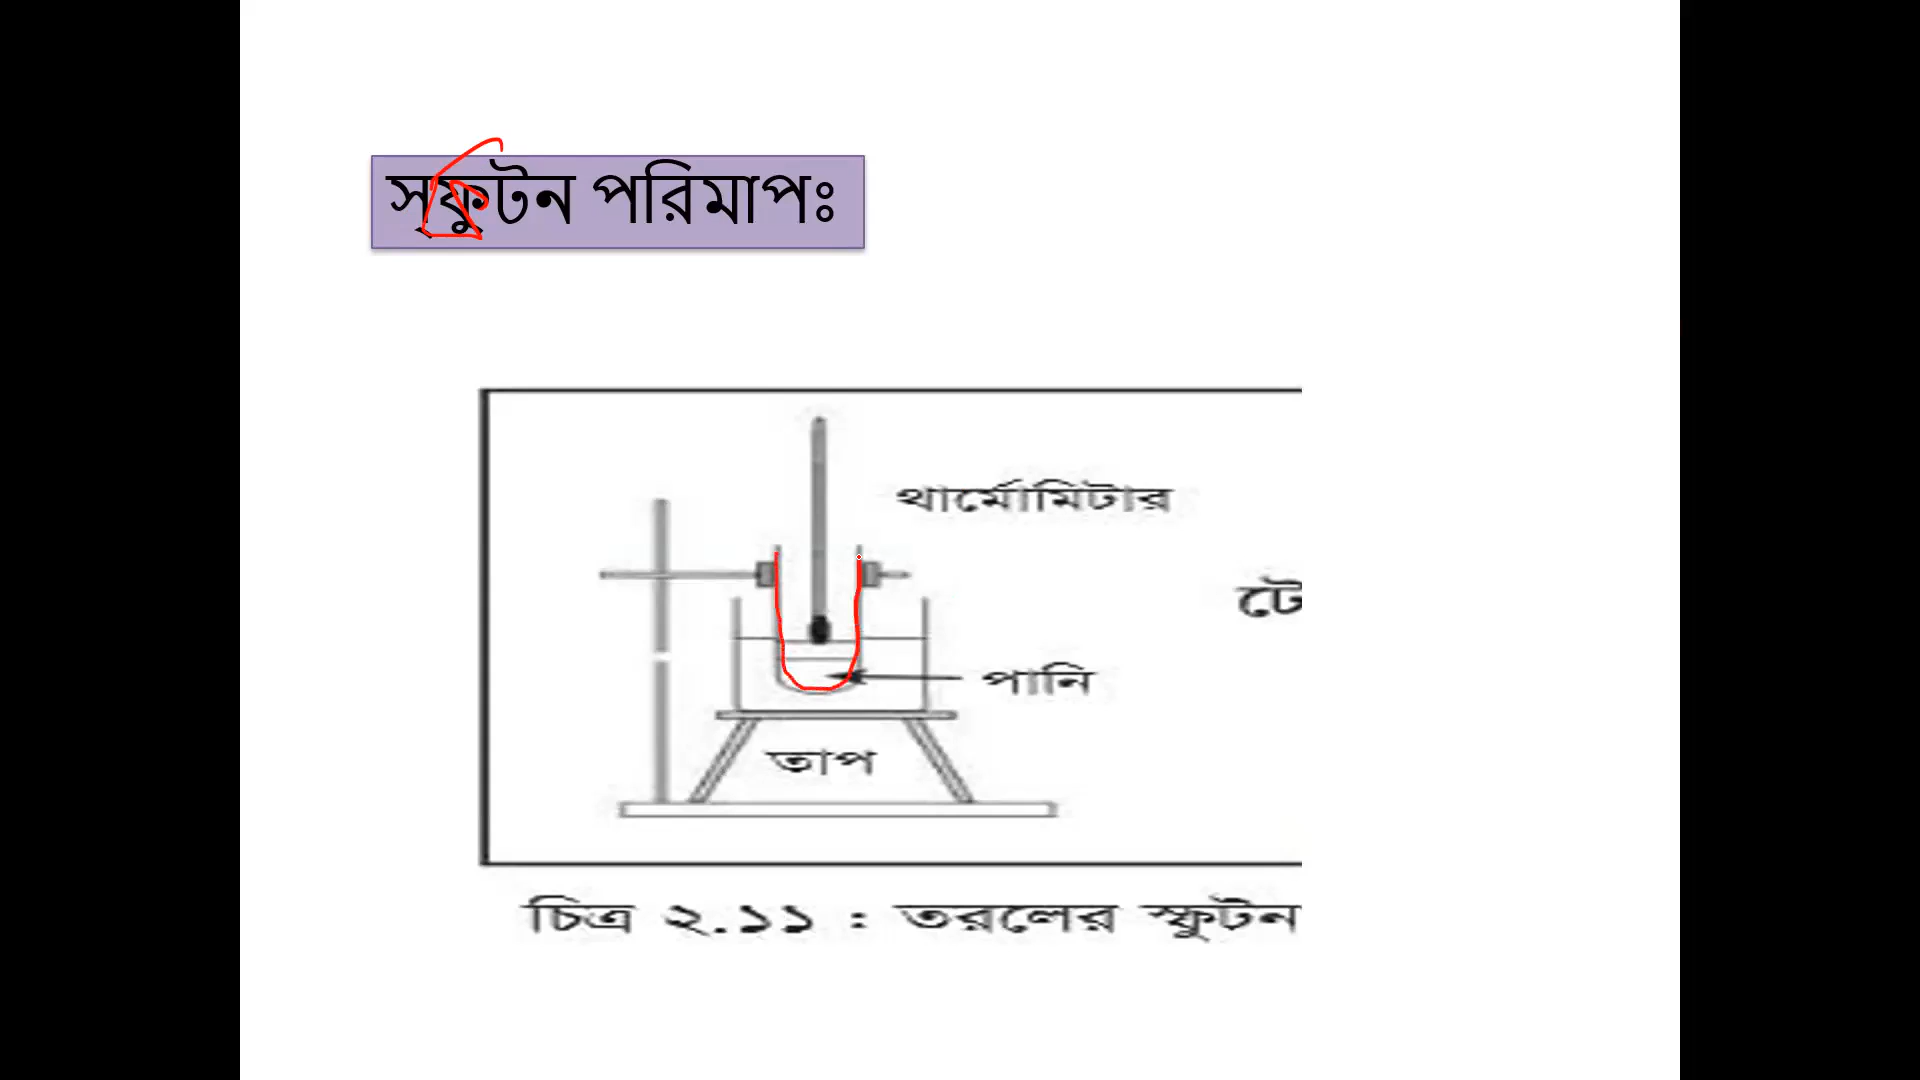 স্ফুটন পরিমাপঃ
থার্মোমিটার
পানি
তাপ
চিত্র ২.১১ : তরলের স্ফুটন